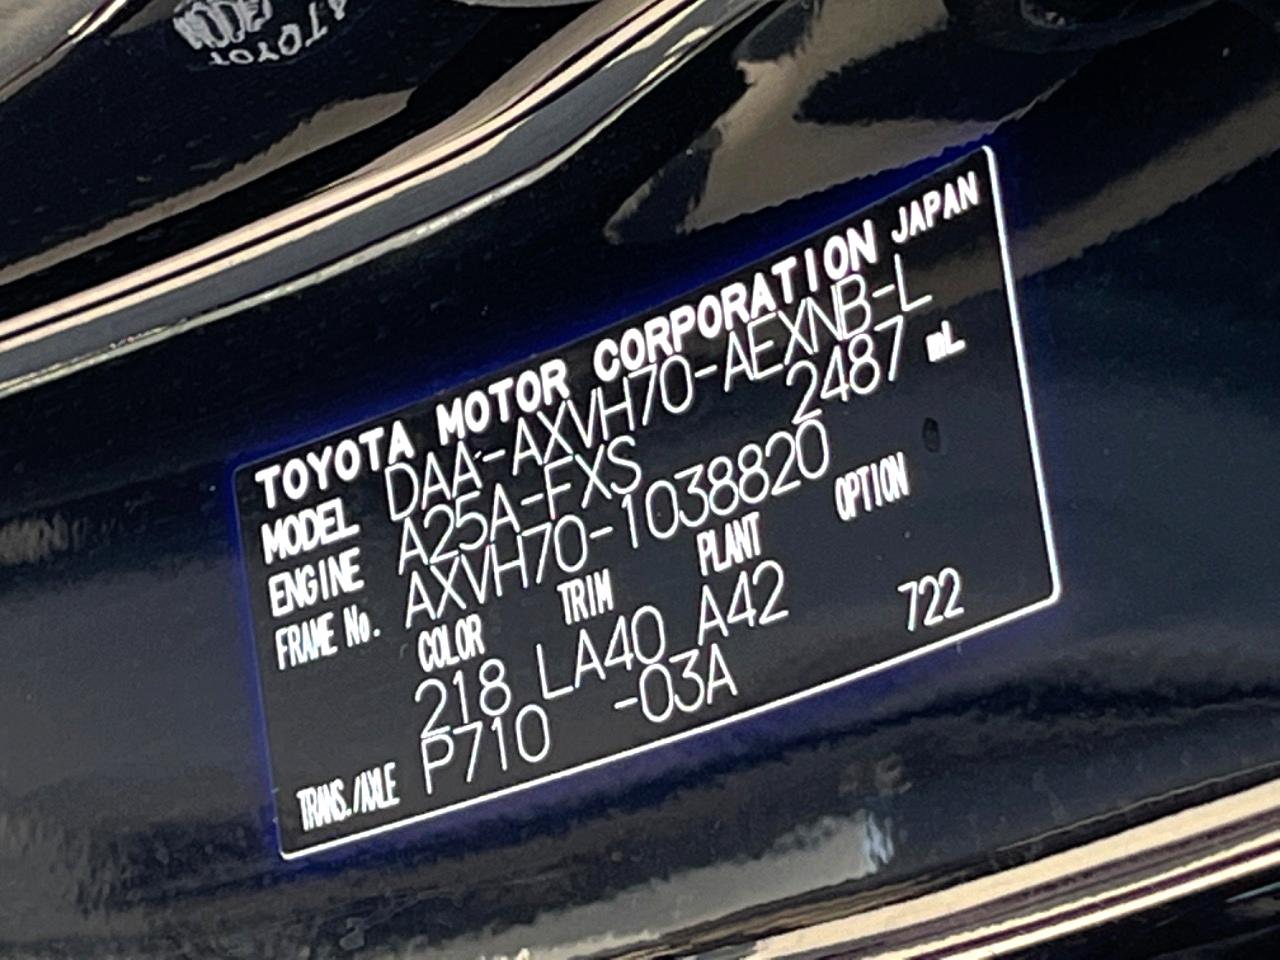 TOYOTA MOTOR CORPORATION JAPAN
MODEL DAA-AXVH70-AEXNB-L
ENGINE A25A-FXS 2487 mL
FRAME No. AXVH70-1038820
COLOR TRIM PLANT OPTION
218 LA40 A42 722
TRANS./AXLE P710 -03A